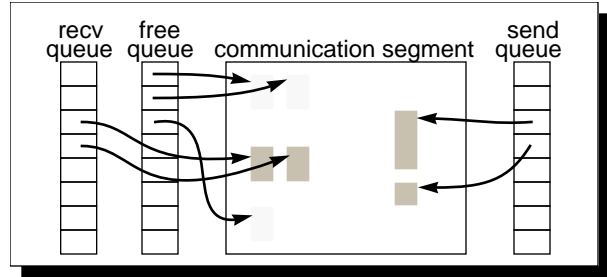 recv
queue
free
queue
communication segment
send
queue